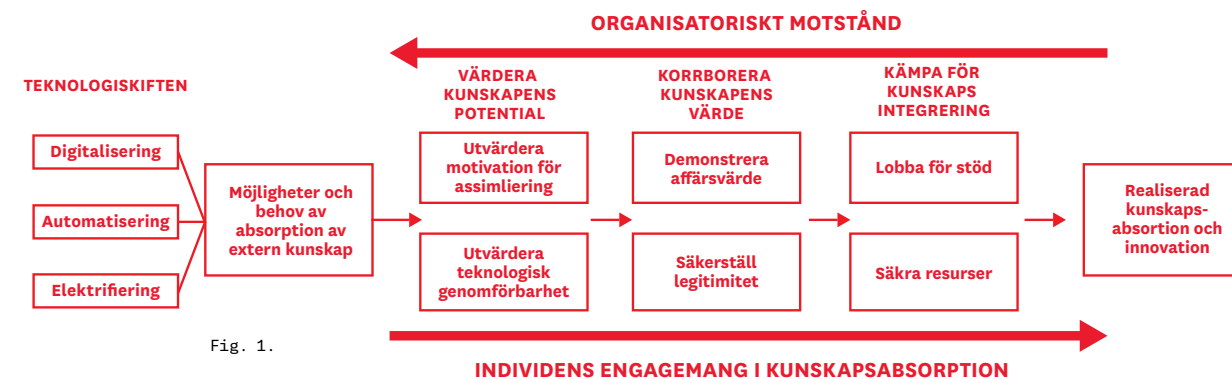 ORGANISATORISKT MOTSTÅND
TEKNOLOGISKIFTEN
Digitalisering
Automatisering
Elektrifiering
Möjligheter och
behov av
absorption av
extern kunskap
VÄRDERA
KUNSKAPENS
POTENTIAL
Utvärdera
motivation för
assimliering
Utvärdera
teknologisk
genomförbarhet
KORRBORERA
KUNSKAPENS
VÄRDE
Demonstrera
affärsvärde
Säkerställ
legitimitet
KÄMPA FÖR
KUNSKAPS
INTEGRERING
Lobba för stöd
Säkra resurser
Realiserad
kunskaps-
absortion och
innovation
Fig. 1.
INDIVIDENS ENGAGEMANG I KUNSKAPSABSORPTION